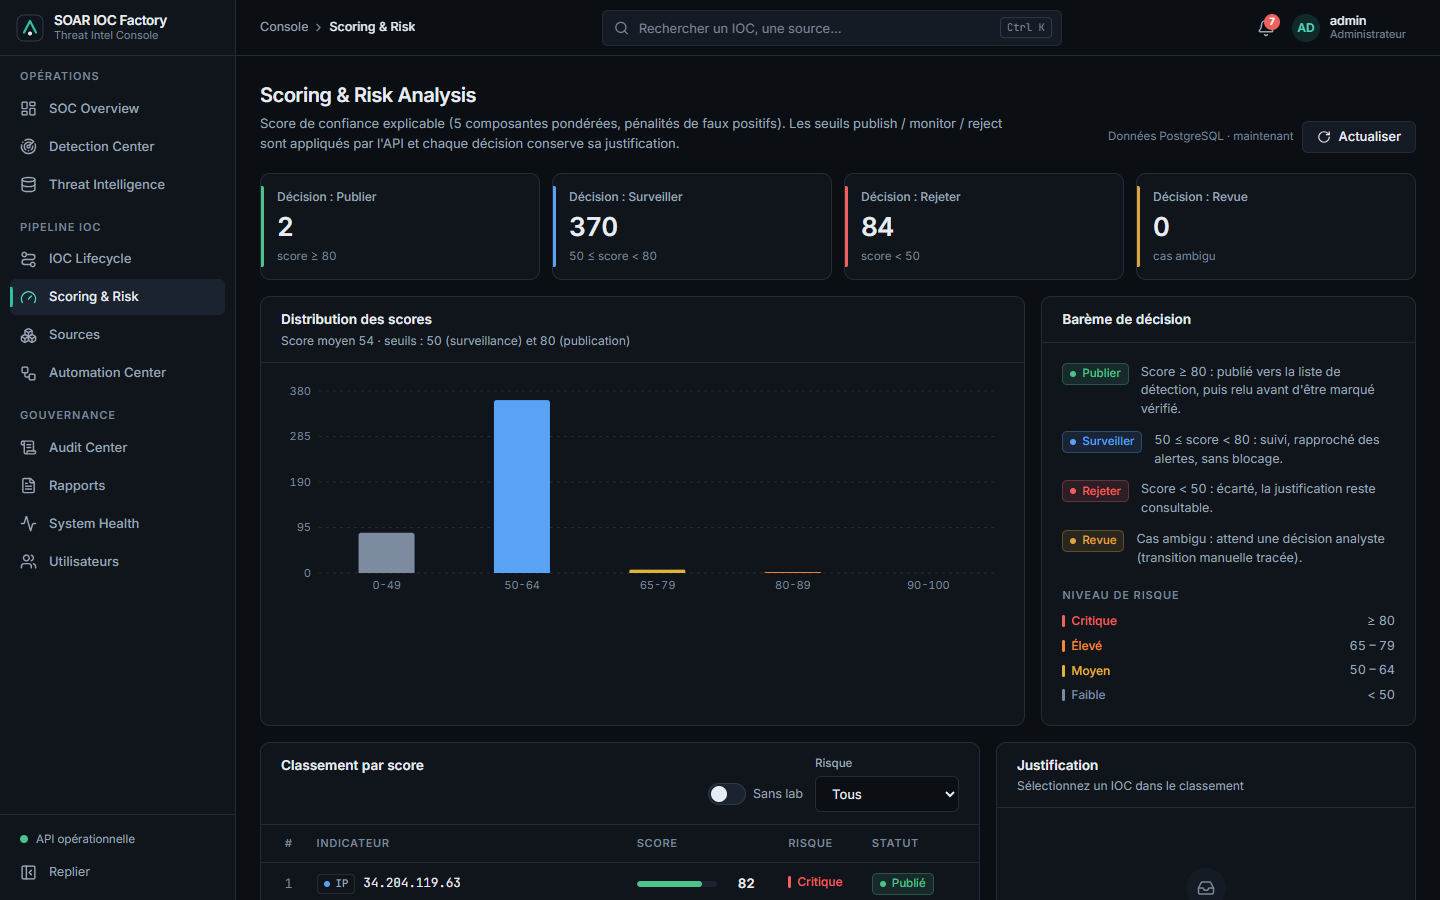 SOAR IOC Factory
Threat Intel Console
OPÉRATIONS
SOC Overview
Detection Center
Threat Intelligence
PIPELINE IOC
IOC Lifecycle
Scoring & Risk
Sources
Automation Center
GOUVERNANCE
Audit Center
Rapports
System Health
Utilisateurs
API opérationnelle
Replier
Console > Scoring & Risk
Rechercher un IOC, une source...
Ctrl K
7
AD
admin
Administrateur
Scoring & Risk Analysis
Score de confiance explicable (5 composantes pondérées, pénalités de faux positifs). Les seuils publish / monitor / reject
sont appliqués par l'API et chaque décision conserve sa justification.
Données PostgreSQL · maintenant
Actualiser
Décision : Publier
2
score ≥ 80
Décision : Surveiller
370
50 ≤ score < 80
Décision : Rejeter
84
score < 50
Décision : Revue
0
cas ambigu
Distribution des scores
Score moyen 54 · seuils : 50 (surveillance) et 80 (publication)
380
285
190
95
0
0-49
50-64
65-79
80-89
90-100
Barème de décision
Publier
Score ≥ 80 : publié vers la liste de
détection, puis relu avant d'être marqué
vérifié.
Surveiller
50 ≤ score < 80 : suivi, rapproché des
alertes, sans blocage.
Rejeter
Score < 50 : écarté, la justification reste
consultable.
Revue
Cas ambigu : attend une décision analyste
(transition manuelle tracée).
NIVEAU DE RISQUE
Critique ≥ 80
Élevé 65 – 79
Moyen 50 – 64
Faible < 50
Classement par score
Sans lab
Risque
Tous
# INDICATEUR SCORE RISQUE STATUT
1 IP 34.204.119.63 82 Critique Publié
Justification
Sélectionnez un IOC dans le classement